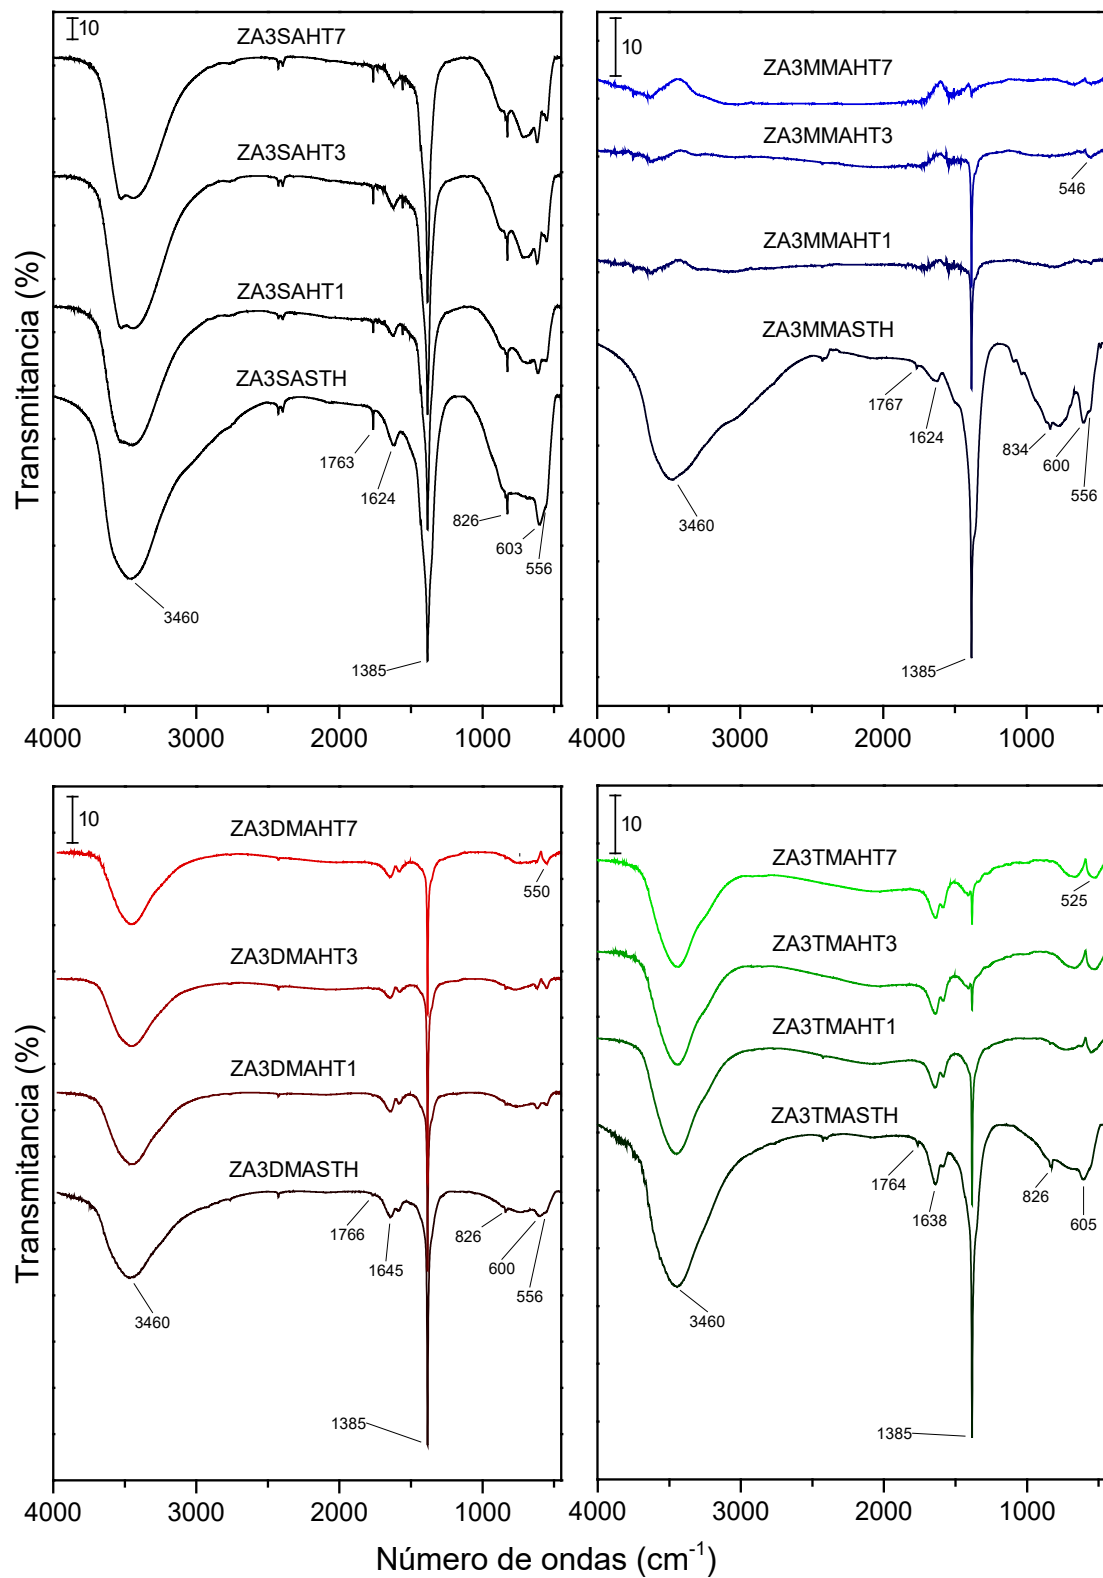 10
ZA3SAHT7
ZA3SAHT3
ZA3SAHT1
ZA3SASTH
1763
1624
826
603
556
3460
1385
Transmitancia (%)
4000 3000 2000 1000
10
ZA3MMAHT7
ZA3MMAHT3
546
ZA3MMAHT1
ZA3MMASTH
1767
1624
834
600
556
3460
1385
4000 3000 2000 1000
10
ZA3DMAHT7
550
ZA3DMAHT3
ZA3DMAHT1
ZA3DMASTH
1766
1645
826
600
556
3460
1385
Transmitancia (%)
4000 3000 2000 1000
10
ZA3TMAHT7
525
ZA3TMAHT3
ZA3TMAHT1
ZA3TMASTH
1764
1638
826
605
3460
1385
4000 3000 2000 1000
Número de ondas (cm⁻¹)